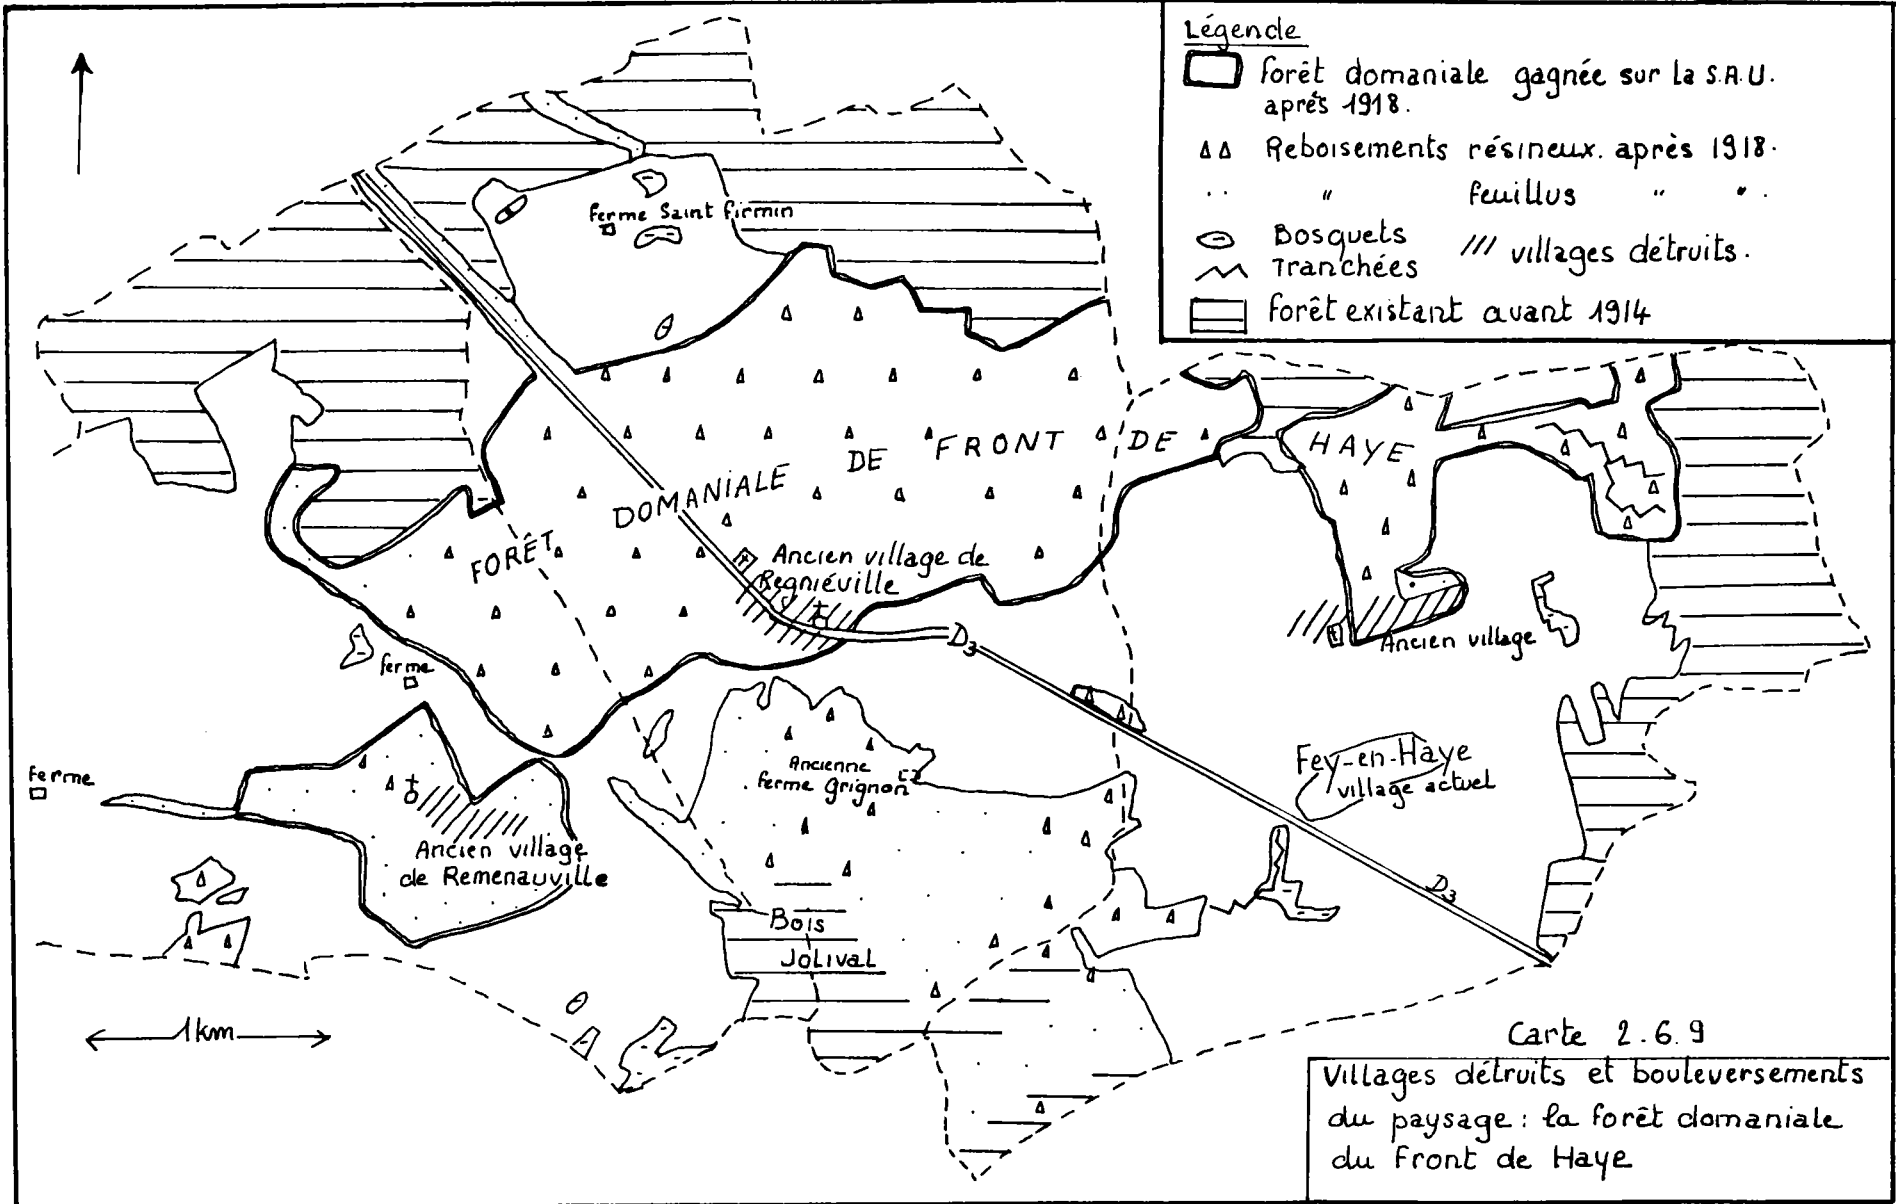 Légende
forêt domaniale gagnée sur la S.A.U.
après 1918.
Reboisements résineux. après 1918.
" feuillus " " .
Bosquets
Tranchées
/// villages détruits.
forêt existant avant 1914
ferme Saint Firmin
FORÊT DOMANIALE DE FRONT DE HAYE
Ancien village de
Regniéville
D3
Ancien village
ferme
Ferme
Ancienne
ferme Grignon
Fey-en-Haye
village actuel
Ancien village
de Remenauville
D3
Bois
Jolival
1km
Carte 2.6.9
Villages détruits et bouleversements
du paysage : la forêt domaniale
du Front de Haye